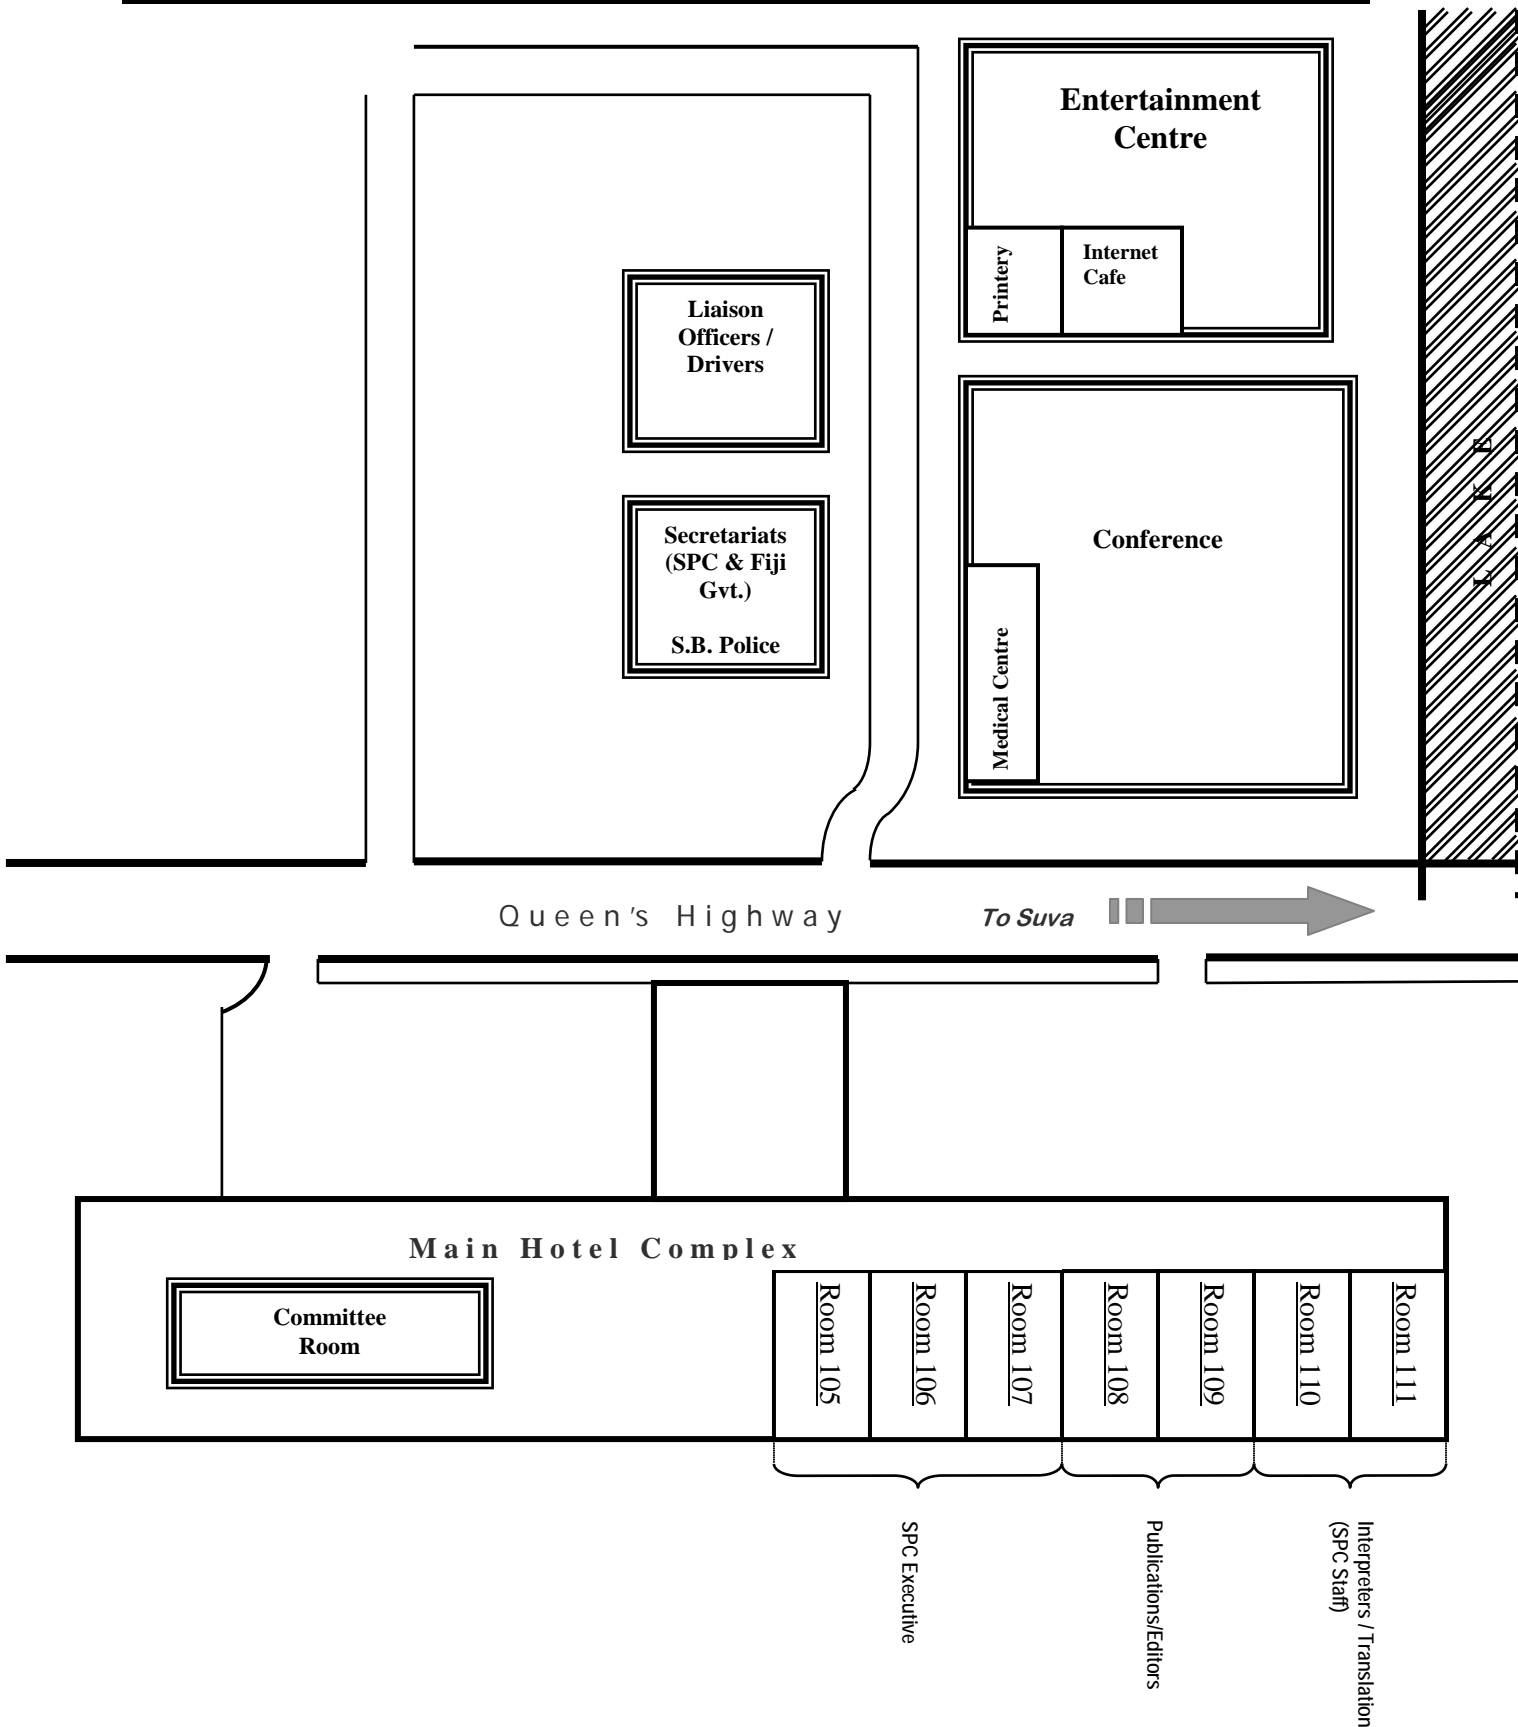 Entertainment
Centre
Printery
Internet
Cafe
Liaison
Officers /
Drivers
Secretariats
(SPC & Fiji
Gvt.)
S.B. Police
Conference
Medical Centre
LAKE
Queen's Highway
To Suva
Main Hotel Complex
Committee
Room
Room 105
Room 106
Room 107
Room 108
Room 109
Room 110
Room 111
SPC Executive
Publications/Editors
Interpreters / Translation
(SPC Staff)